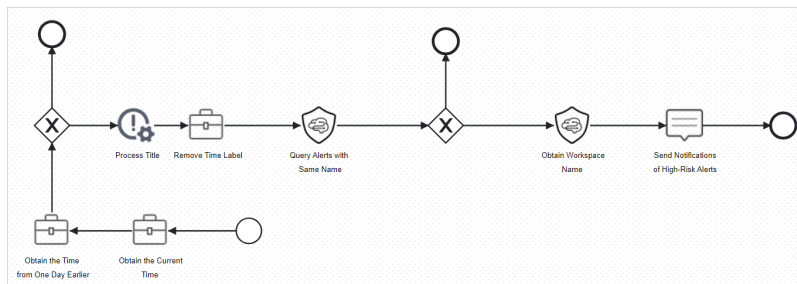 Process Title
Remove Time Label
Query Alerts with
Same Name
Obtain Workspace
Name
Send Notifications
of High-Risk Alerts
Obtain the Time
from One Day Earlier
Obtain the Current
Time